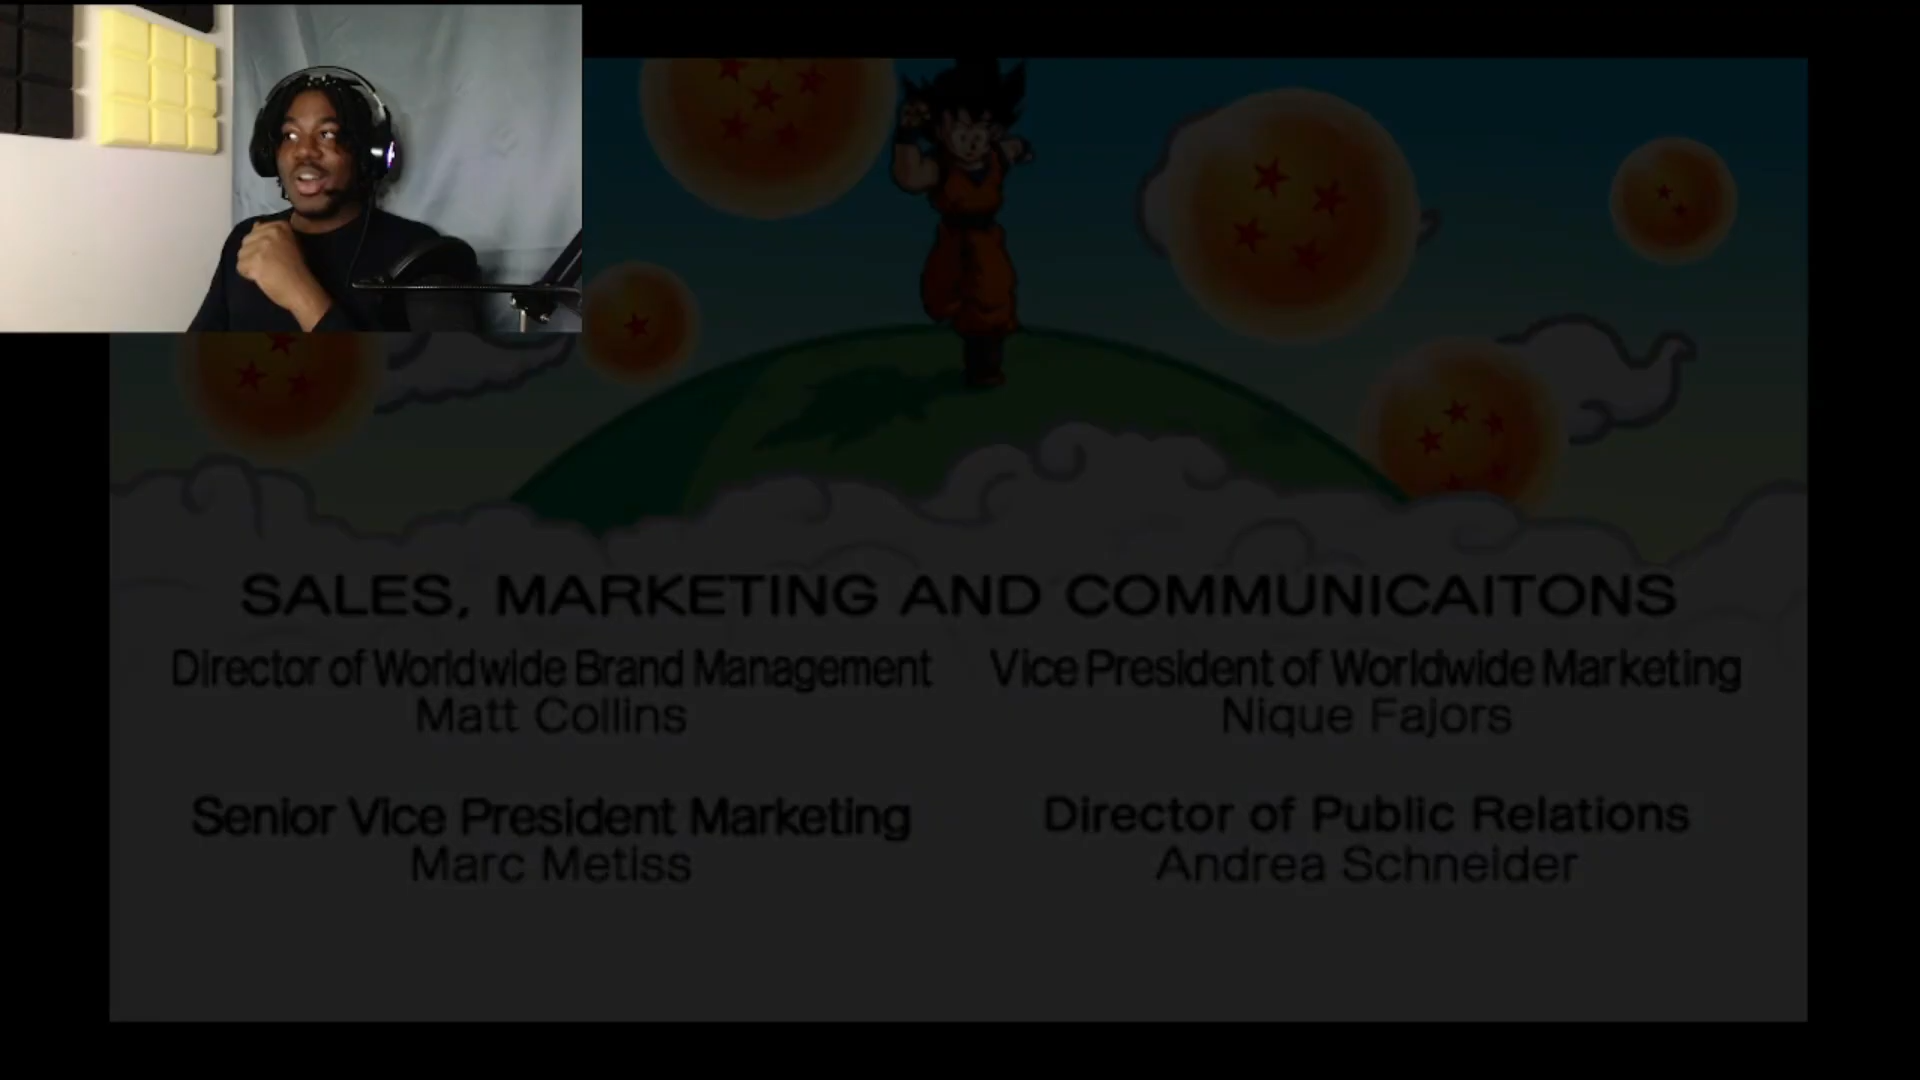 SALES, MARKETING AND COMMUNICAITONS
Director of Worldwide Brand Management
Matt Collins
Vice President of Worldwide Marketing
Nique Fajors
Senior Vice President Marketing
Marc Metiss
Director of Public Relations
Andrea Schneider